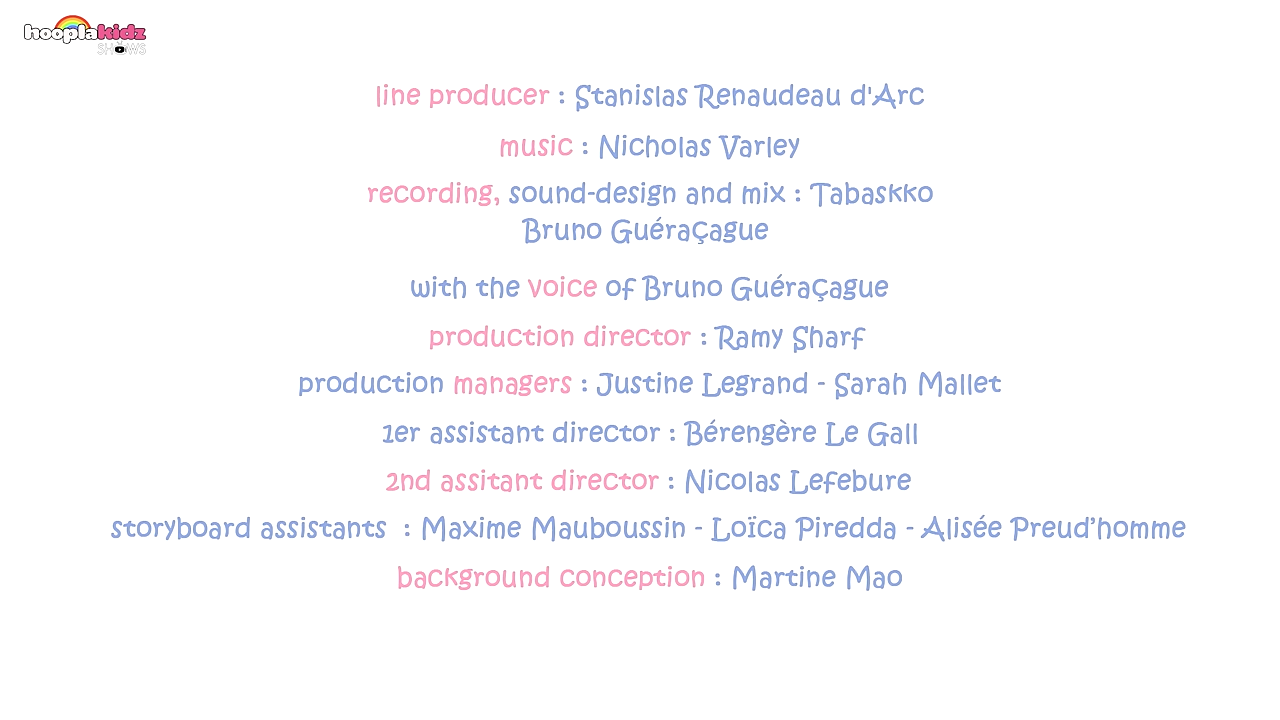 hooplakidz
SHOWS
line producer : Stanislas Renaudeau d'Arc
music : Nicholas Varley
recording, sound-design and mix : Tabaskko
Bruno Guéraçague
with the voice of Bruno Guéraçague
production director : Ramy Sharf
production managers : Justine Legrand - Sarah Mallet
1er assistant director : Bérengère Le Gall
2nd assitant director : Nicolas Lefebure
storyboard assistants : Maxime Mauboussin - Loïca Piredda - Alisée Preud’homme
background conception : Martine Mao